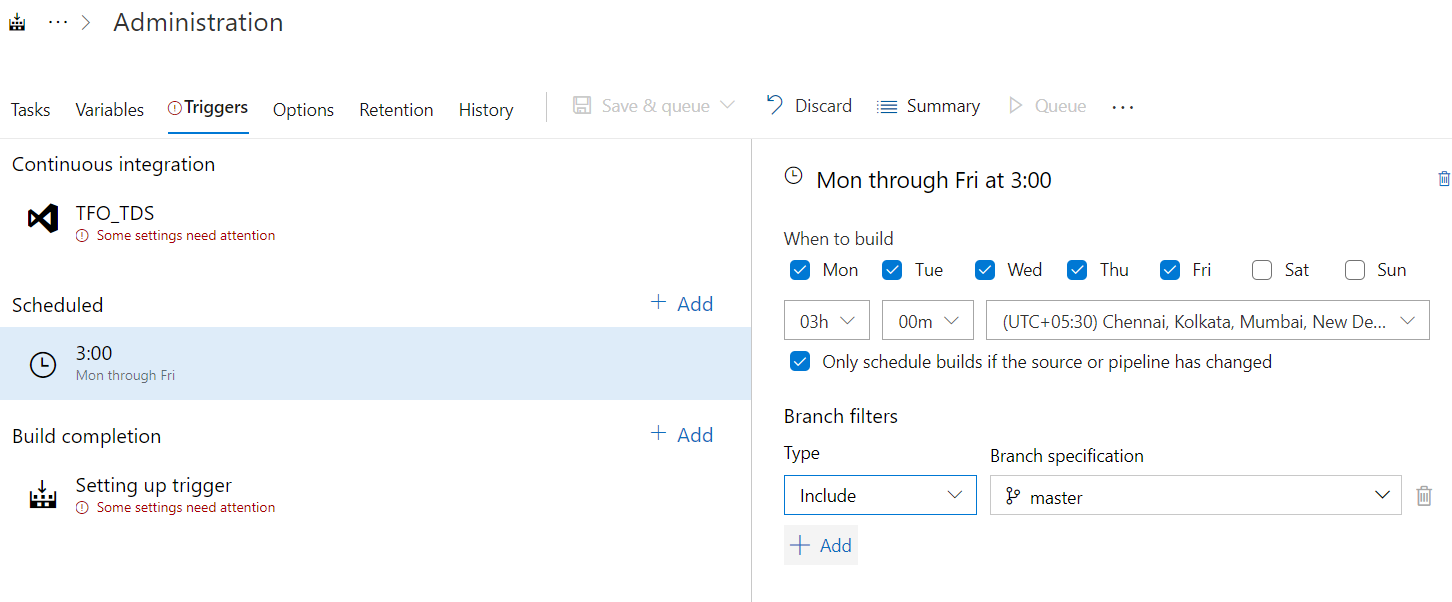 ··· > Administration
Tasks Variables Triggers Options Retention History Save & queue Discard Summary Queue ···
Continuous integration
TFO_TDS
Some settings need attention
Scheduled + Add
3:00
Mon through Fri
Build completion + Add
Setting up trigger
Some settings need attention
Mon through Fri at 3:00
When to build
Mon Tue Wed Thu Fri Sat Sun
03h 00m (UTC+05:30) Chennai, Kolkata, Mumbai, New De...
Only schedule builds if the source or pipeline has changed
Branch filters
Type Branch specification
Include master
+ Add